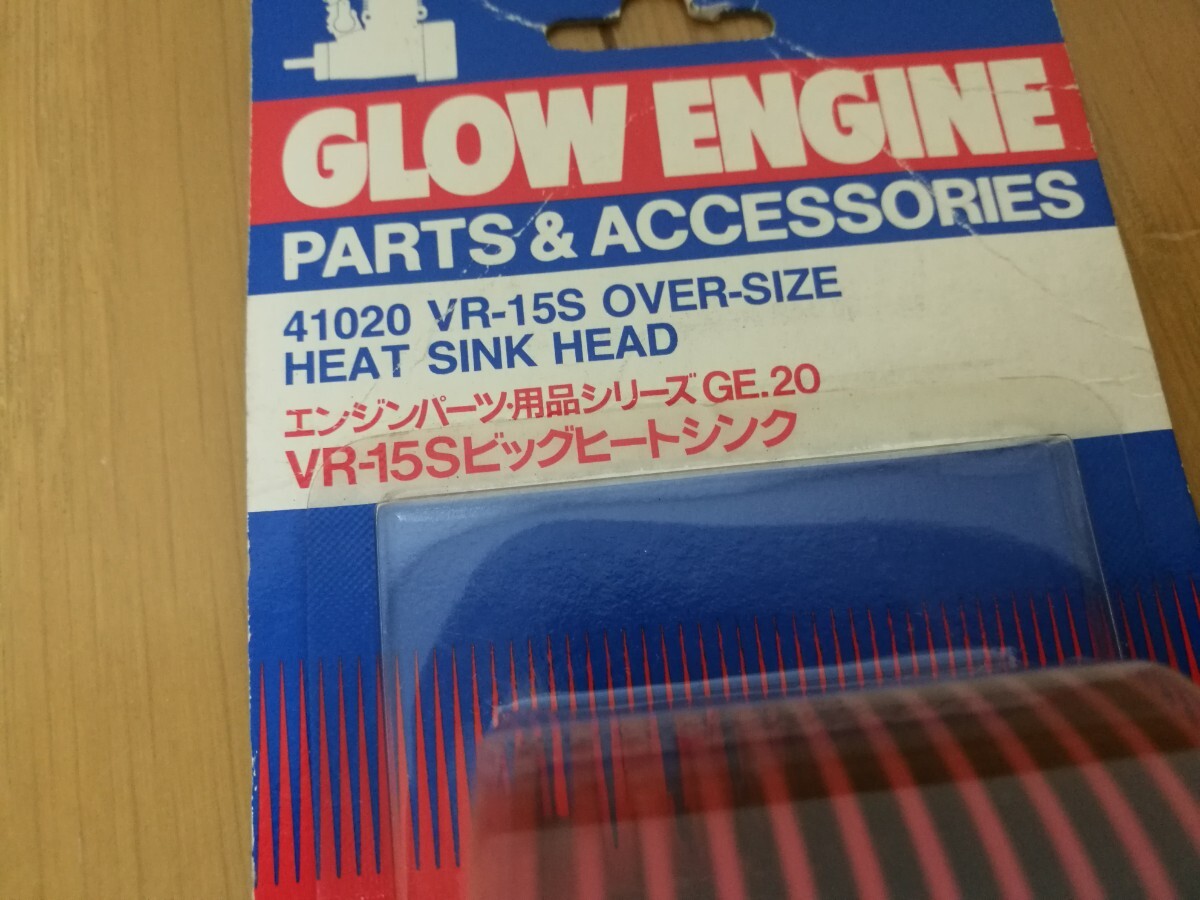 GLOW ENGINE
PARTS & ACCESSORIES
41020 VR-15S OVER-SIZE
HEAT SINK HEAD
エンジンパーツ・用品シリーズGE.20
VR-15Sビッグヒートシンク